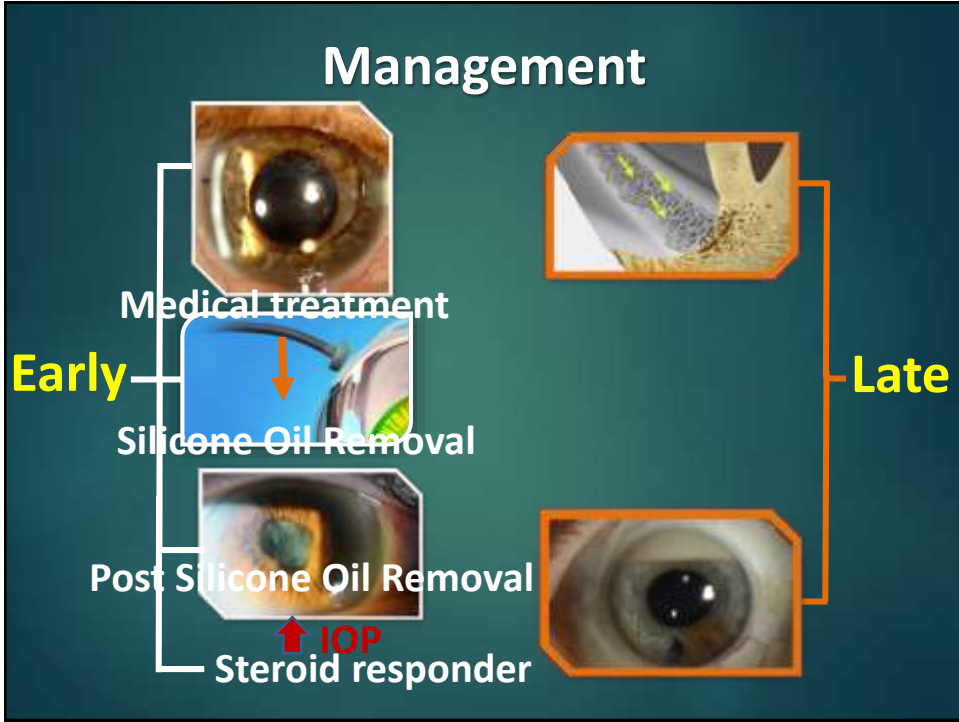 Management
Medical treatment
Early
Silicone Oil Removal
Post Silicone Oil Removal
IOP
Steroid responder
Late